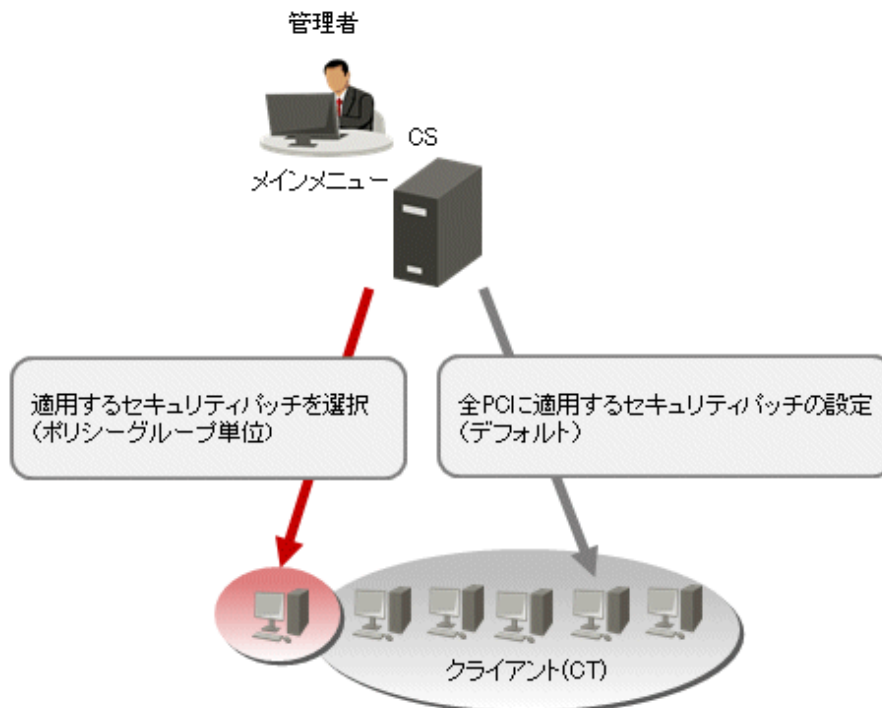 管理者
CS
メインメニュー
適用するセキュリティパッチを選択
(ポリシーグループ単位)
全PCに適用するセキュリティパッチの設定
(デフォルト)
クライアント(CT)